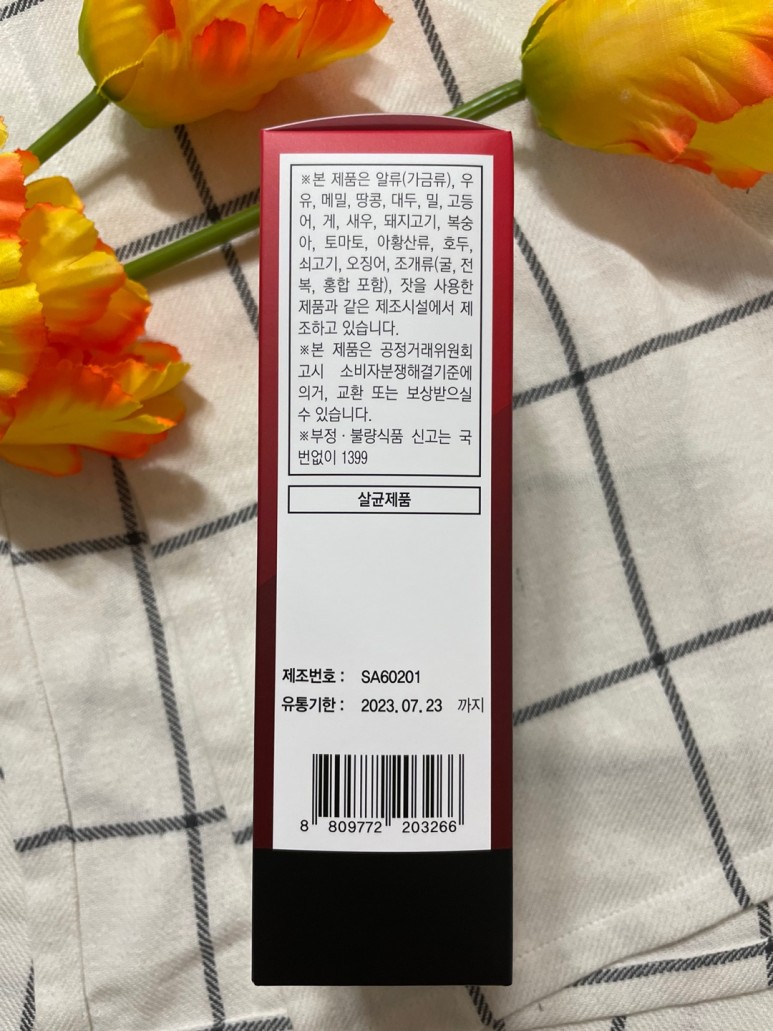 ※본 제품은 알류(가금류), 우
유, 메밀, 땅콩, 대두, 밀, 고등
어, 게, 새우, 돼지고기, 복숭
아, 토마토, 아황산류, 호두,
쇠고기, 오징어, 조개류(굴, 전
복, 홍합 포함), 잣을 사용한
제품과 같은 제조시설에서 제
조하고 있습니다.
※본 제품은 공정거래위원회
고시 소비자분쟁해결기준에
의거, 교환 또는 보상받으실
수 있습니다.
※부정·불량식품 신고는 국
번없이 1399
살균제품
제조번호 : SA60201
유통기한 : 2023.07.23 까지
8 809772 203266